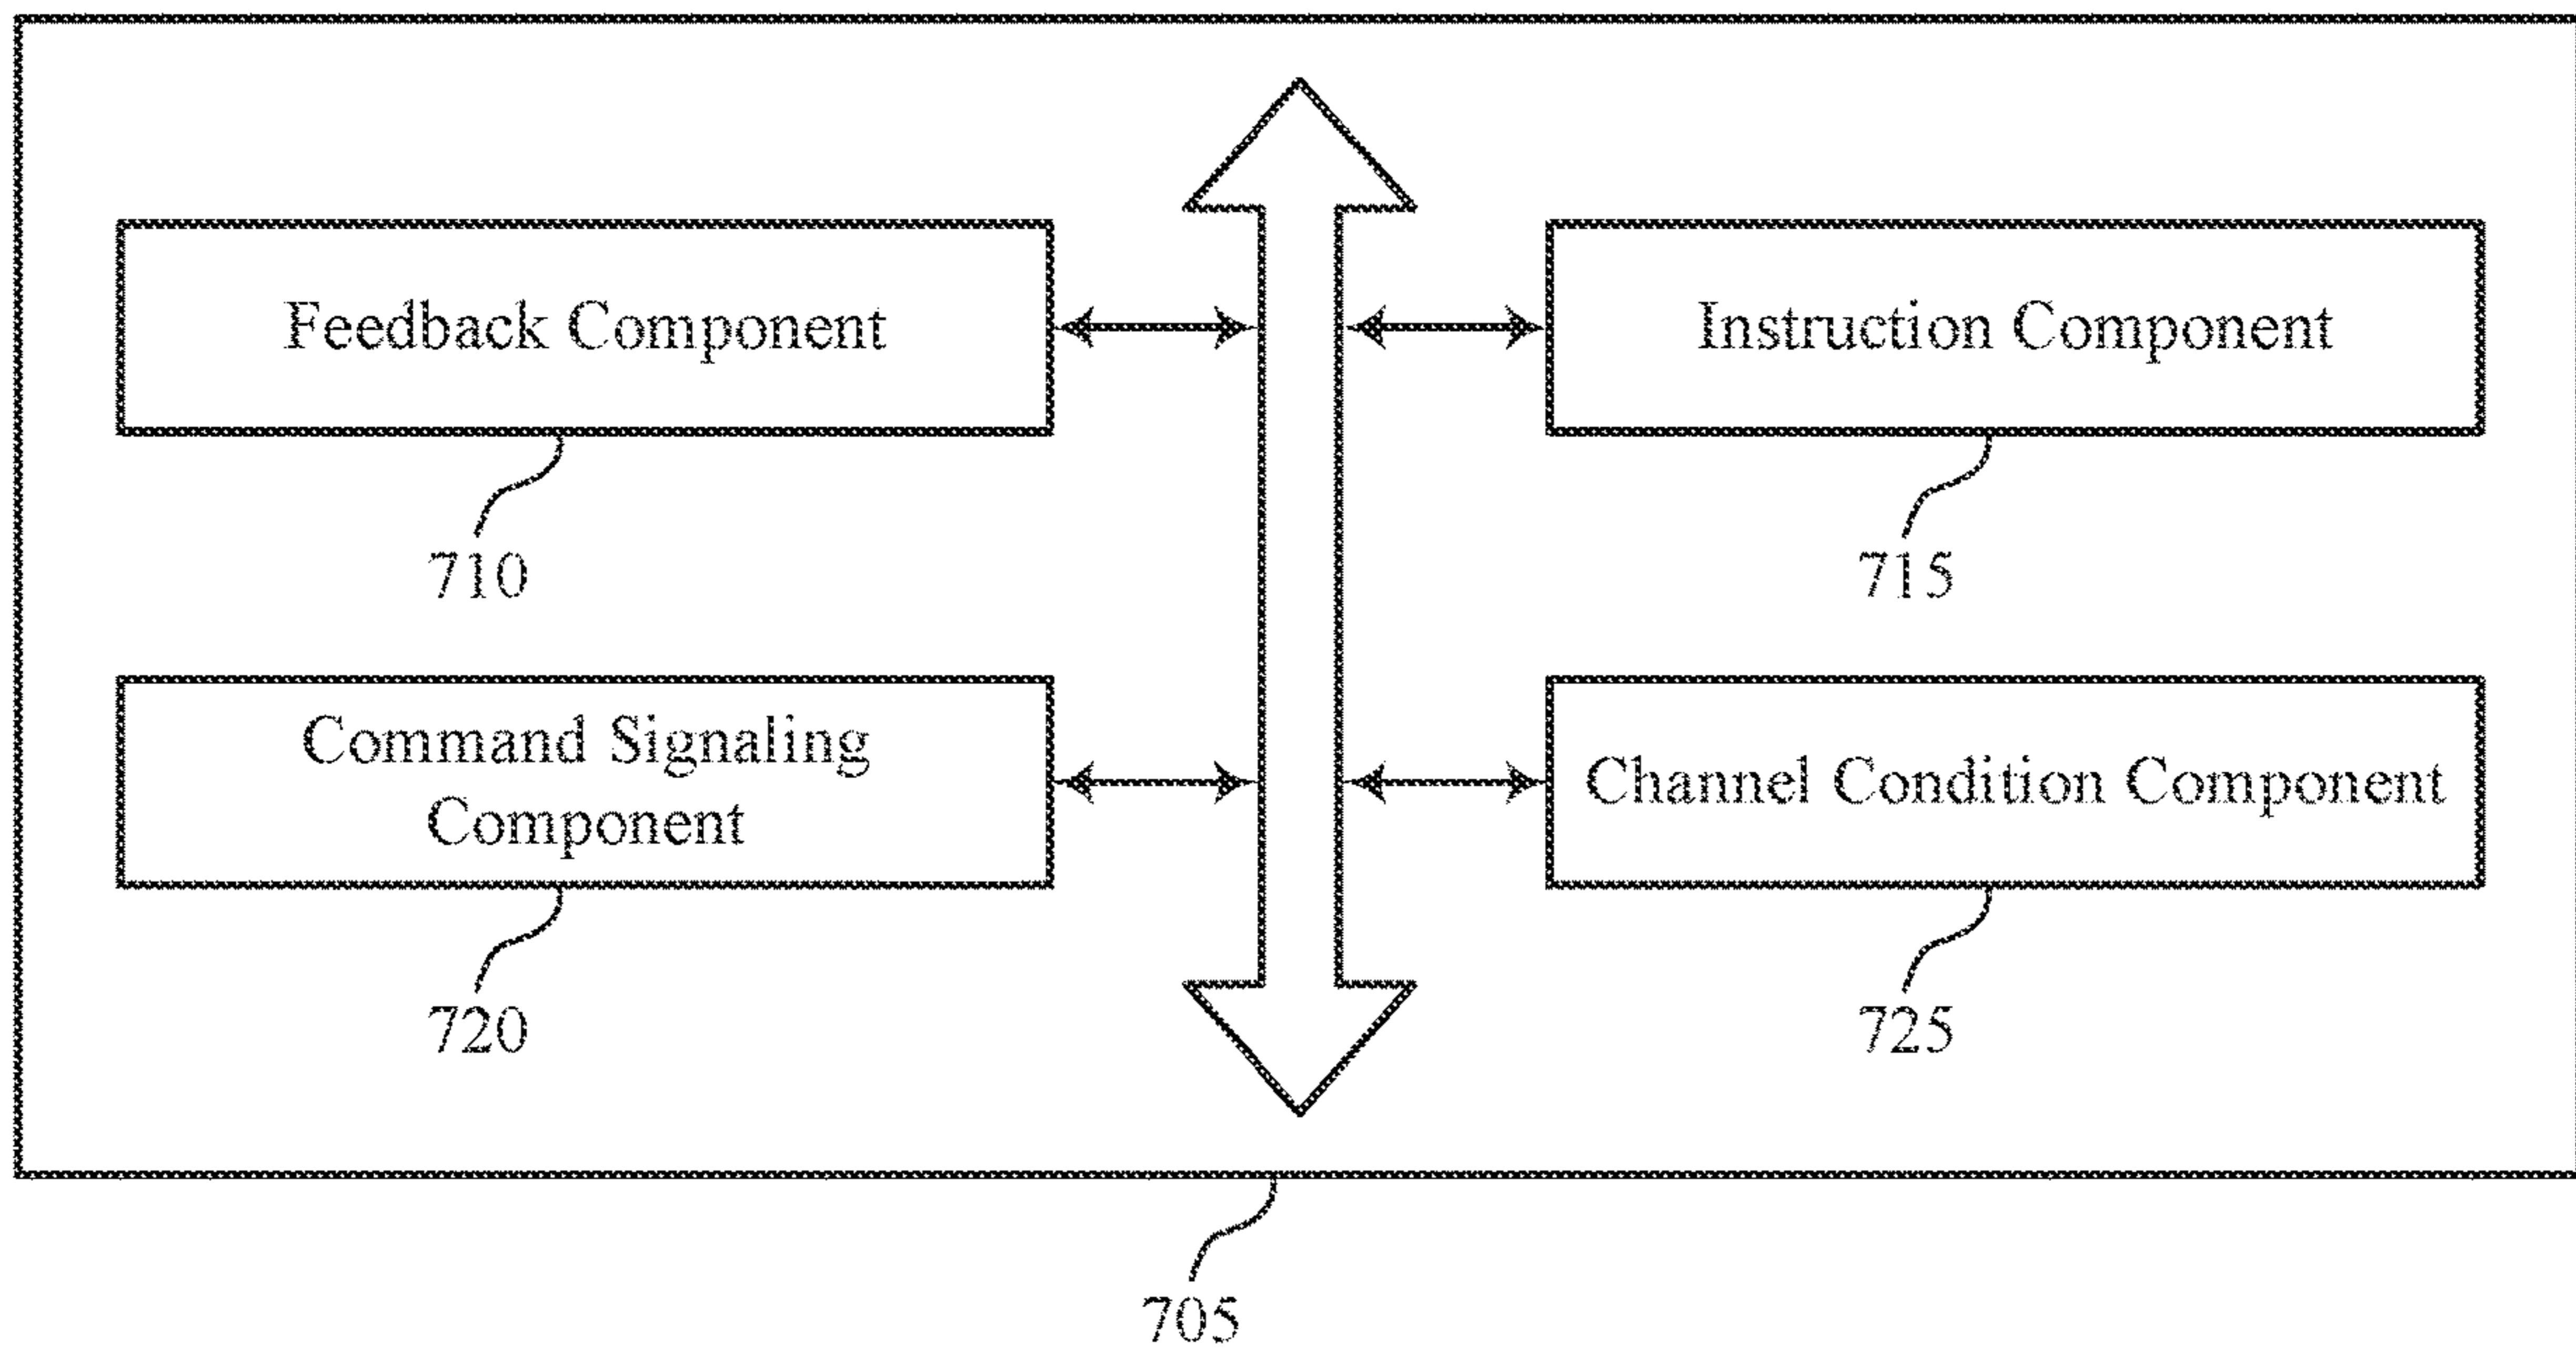 Feedback Component
Instruction Component
710
715
Command Signaling
Component
Channel Condition Component
720
725
705